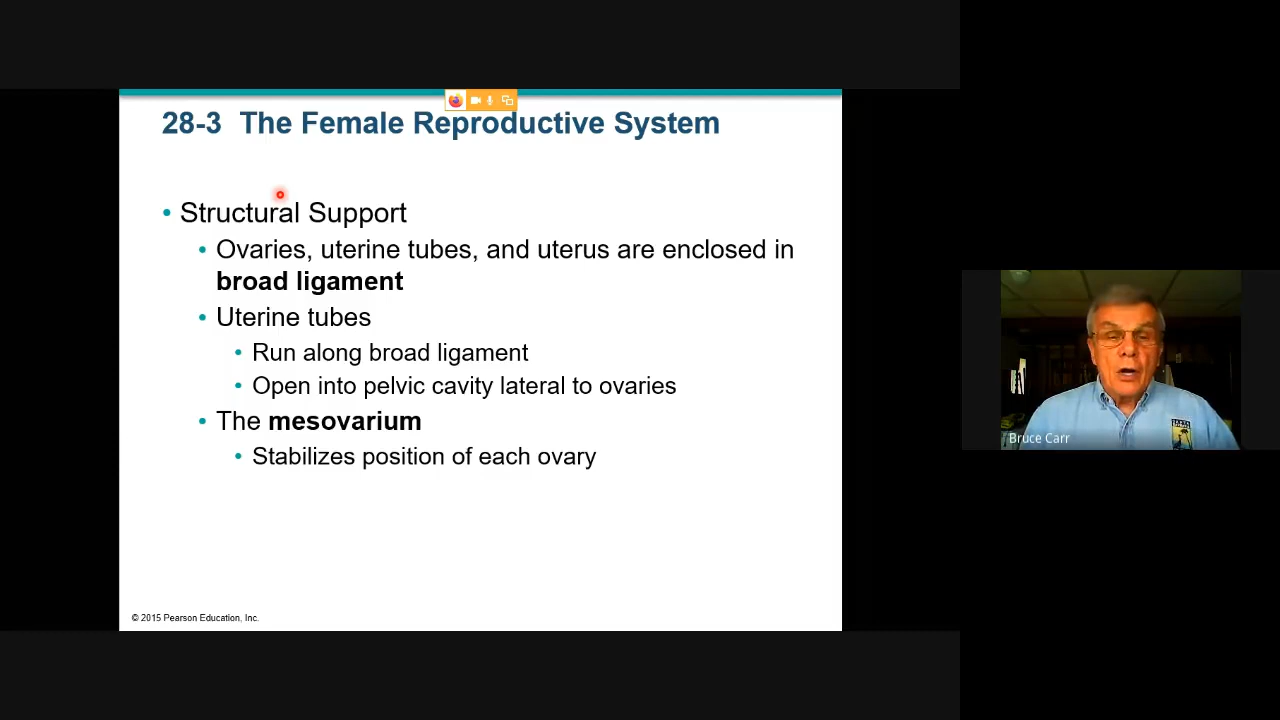 28-3 The Female Reproductive System
• Structural Support
• Ovaries, uterine tubes, and uterus are enclosed in
broad ligament
• Uterine tubes
• Run along broad ligament
• Open into pelvic cavity lateral to ovaries
• The mesovarium
• Stabilizes position of each ovary
© 2015 Pearson Education, Inc.
Bruce Carr